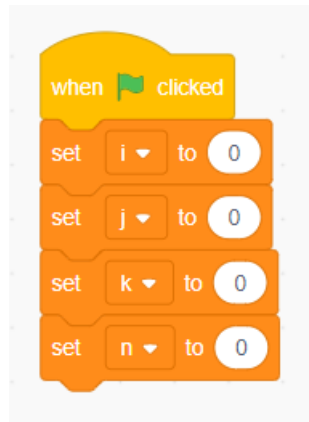 when clicked
set i to 0
set j to 0
set k to 0
set n to 0